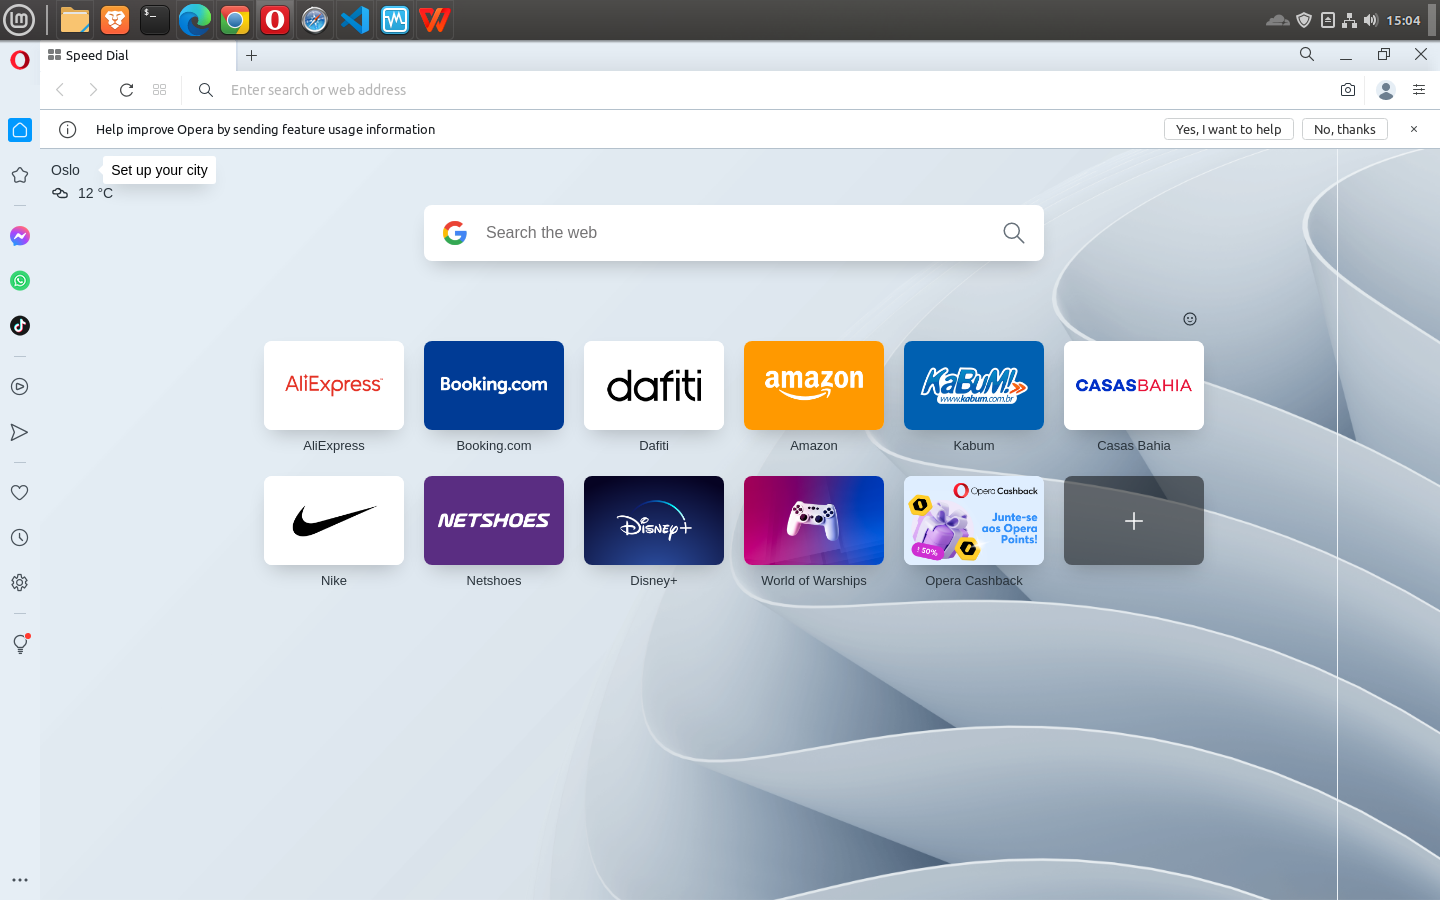 15:04
Speed Dial
Enter search or web address
Help improve Opera by sending feature usage information
Yes, I want to help
No, thanks
Oslo
Set up your city
12 °C
Search the web
AliExpress
Booking.com
dafiti
amazon
KaBuM!
www.kabum.com.br
CASASBAHIA
AliExpress
Booking.com
Dafiti
Amazon
Kabum
Casas Bahia
NETSHOES
Disney+
Opera Cashback
Junte-se
aos Opera
Points!
! 50%
Nike
Netshoes
Disney+
World of Warships
Opera Cashback